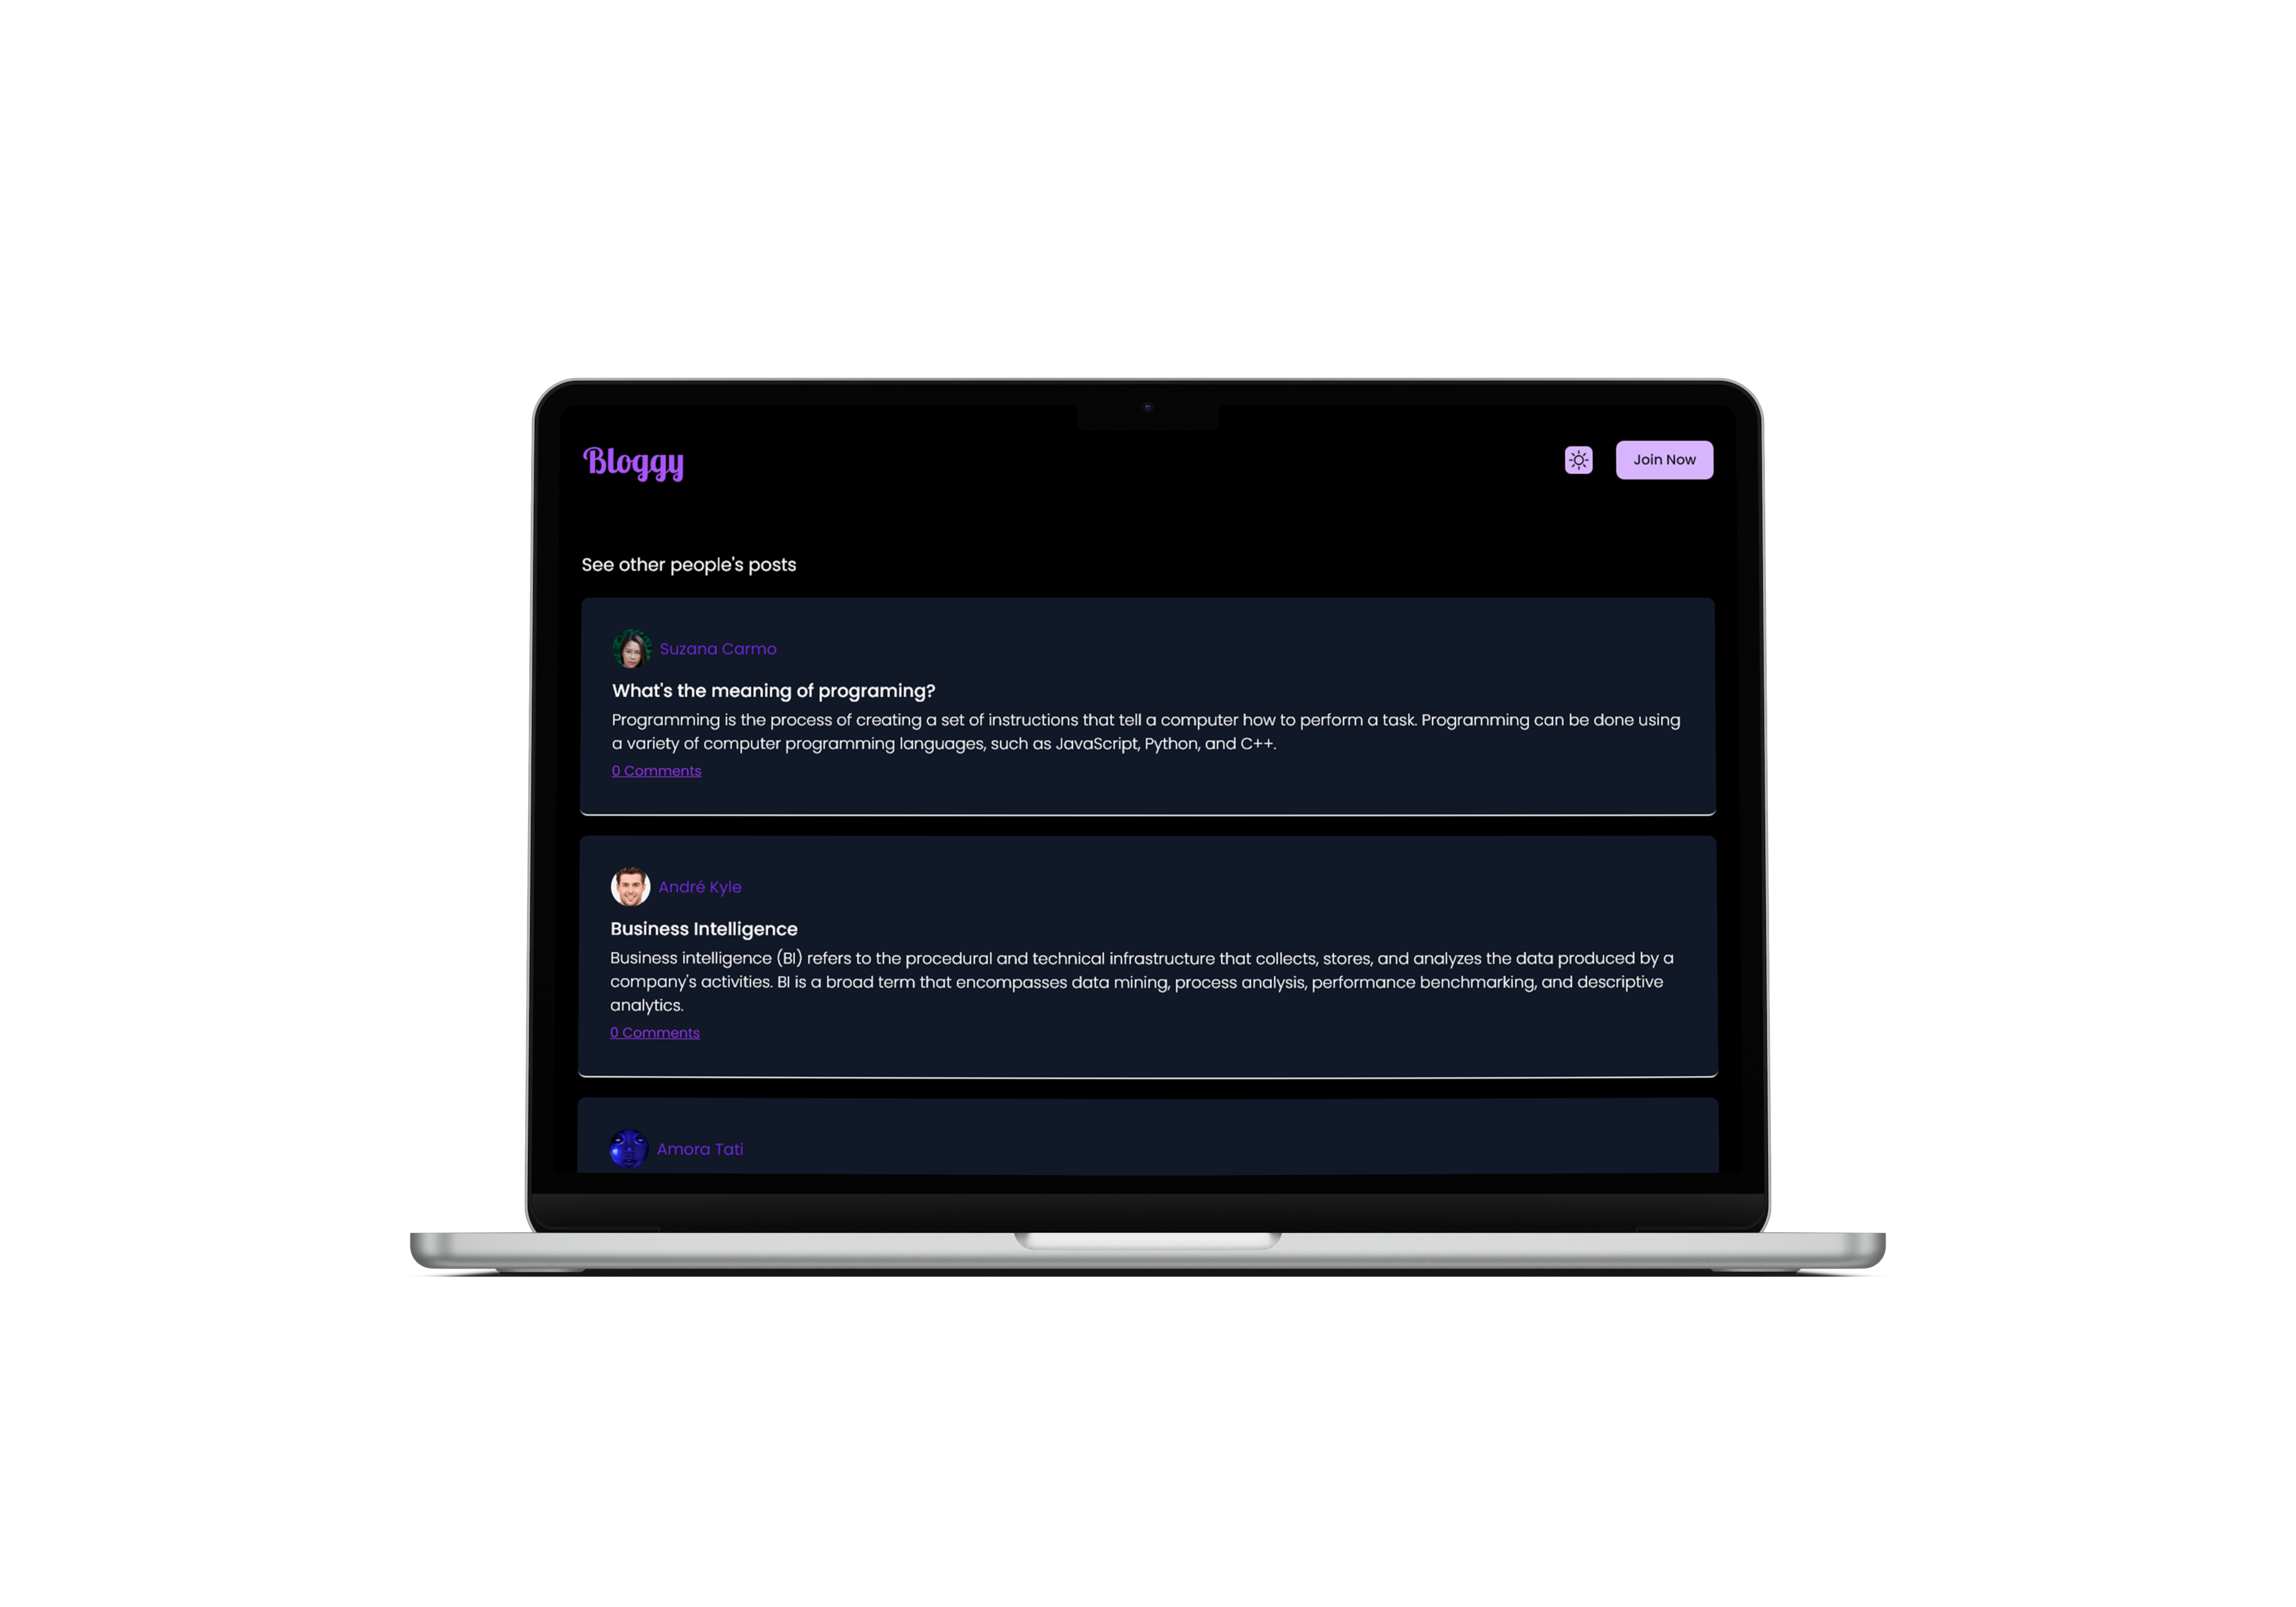 Bloggy
Join Now
See other people's posts
Suzana Carmo
What's the meaning of programing?
Programming is the process of creating a set of instructions that tell a computer how to perform a task. Programming can be done using
a variety of computer programming languages, such as JavaScript, Python, and C++.
0 Comments
André Kyle
Business Intelligence
Business intelligence (BI) refers to the procedural and technical infrastructure that collects, stores, and analyzes the data produced by a
company's activities. BI is a broad term that encompasses data mining, process analysis, performance benchmarking, and descriptive
analytics.
0 Comments
Amora Tati